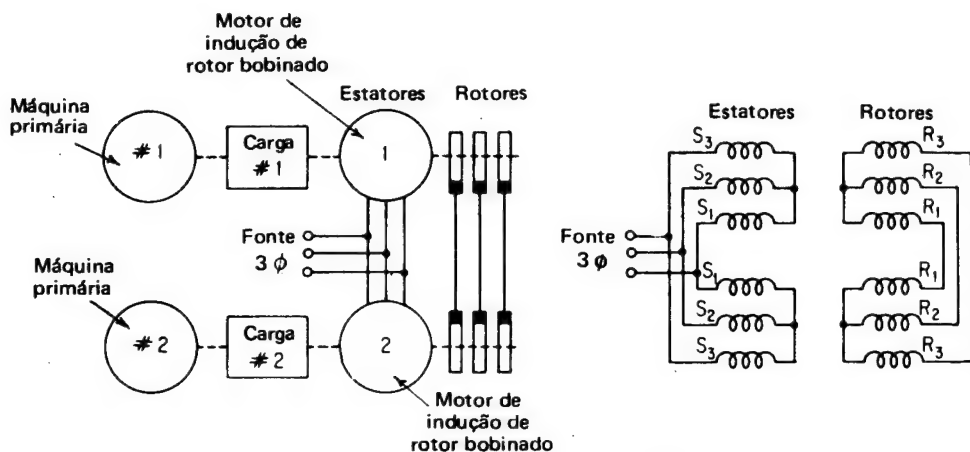 Motor de
indução de
rotor bobinado
Estatores
Rotores
Máquina
primária
#1
Carga
#1
1
Fonte
3 ϕ
Máquina
primária
#2
Carga
#2
2
Motor de
indução de
rotor bobinado
Estatores
Rotores
S3
R3
S2
R2
S1
R1
Fonte
3 ϕ
S1
R1
S2
R2
S3
R3